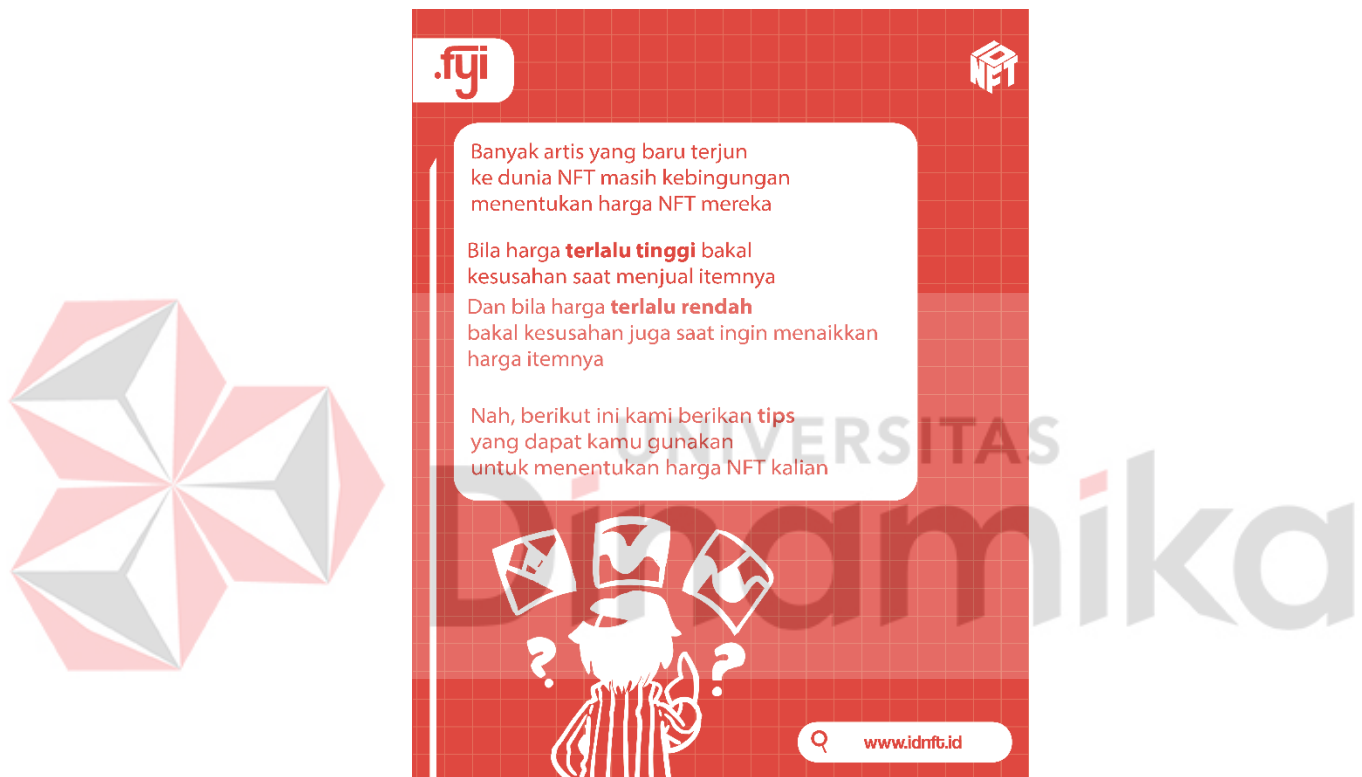 .fyi
ID
NFT
Banyak artis yang baru terjun
ke dunia NFT masih kebingungan
menentukan harga NFT mereka
Bila harga terlalu tinggi bakal
kesusahan saat menjual itemnya
Dan bila harga terlalu rendah
bakal kesusahan juga saat ingin menaikkan
harga itemnya
Nah, berikut ini kami berikan tips
yang dapat kamu gunakan
untuk menentukan harga NFT kalian
UNIVERSITAS
Dinamika
? ?
www.idnft.id